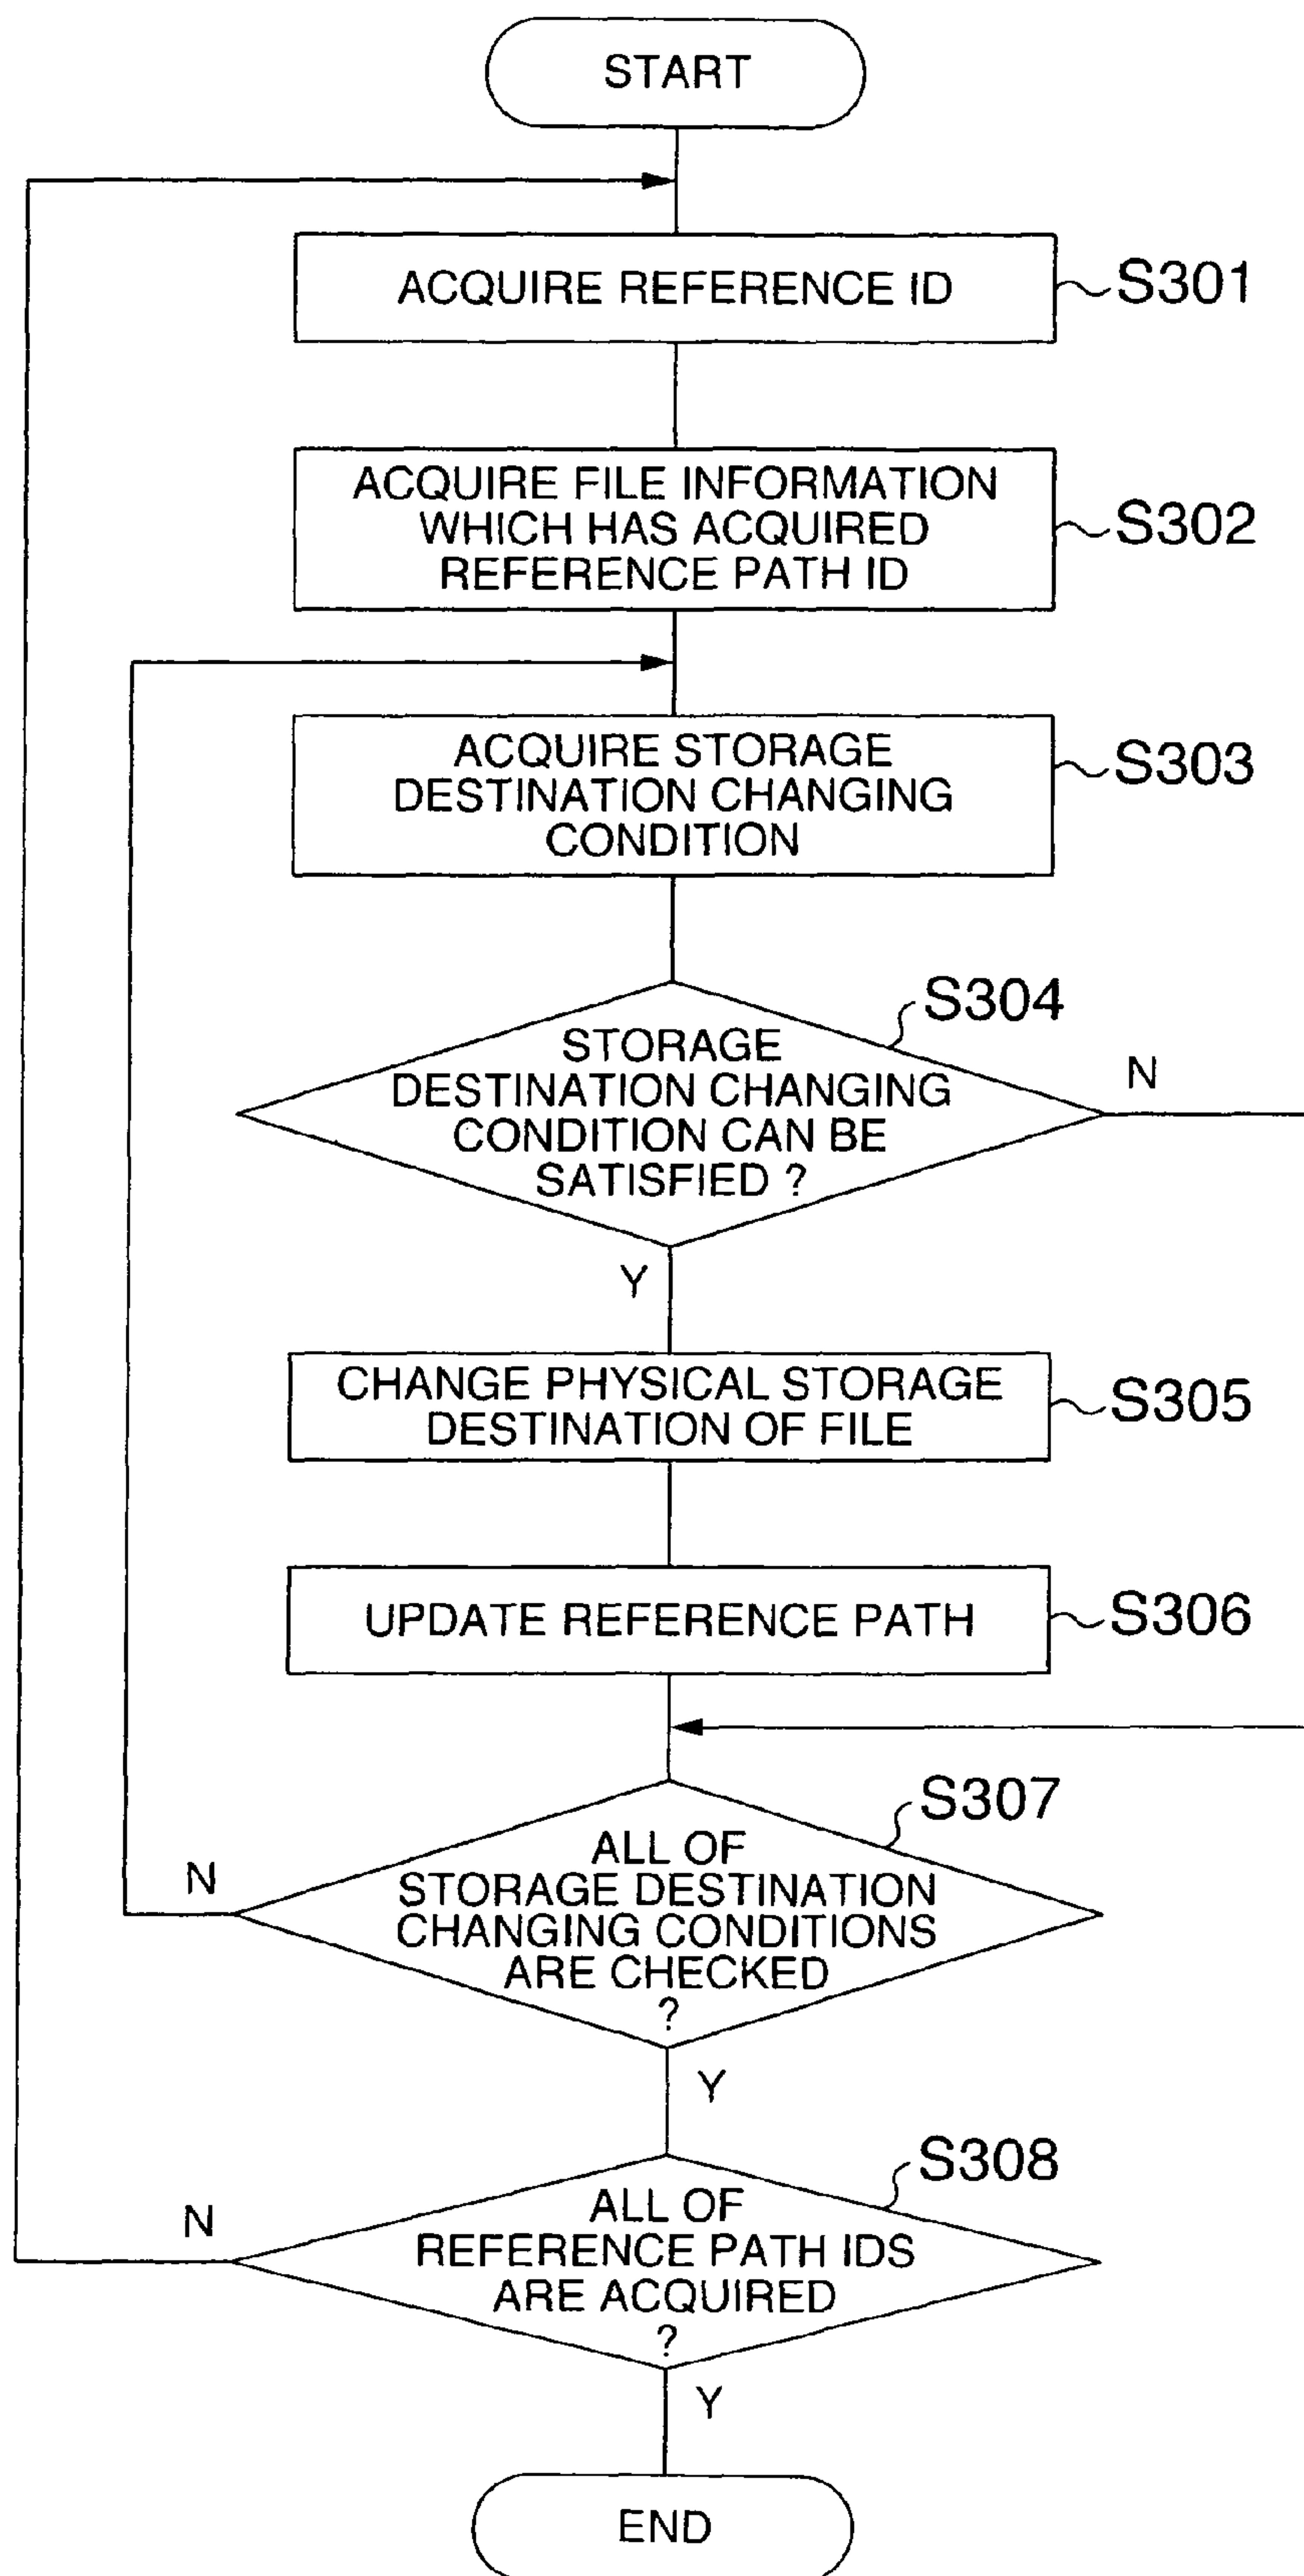 START
ACQUIRE REFERENCE ID
S301
ACQUIRE FILE INFORMATION
WHICH HAS ACQUIRED
REFERENCE PATH ID
S302
ACQUIRE STORAGE
DESTINATION CHANGING
CONDITION
S303
S304
STORAGE
DESTINATION CHANGING
CONDITION CAN BE
SATISFIED ?
N
Y
CHANGE PHYSICAL STORAGE
DESTINATION OF FILE
S305
UPDATE REFERENCE PATH
S306
S307
ALL OF
STORAGE DESTINATION
CHANGING CONDITIONS
ARE CHECKED
?
N
Y
S308
ALL OF
REFERENCE PATH IDS
ARE ACQUIRED
?
N
Y
END